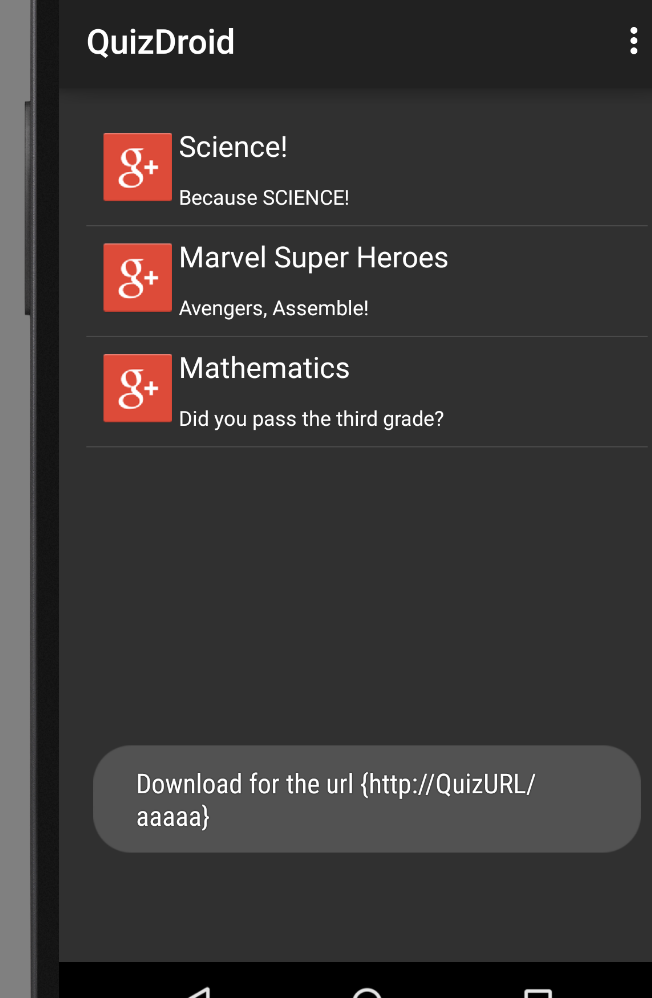 QuizDroid
g+
Science!
Because SCIENCE!
g+
Marvel Super Heroes
Avengers, Assemble!
g+
Mathematics
Did you pass the third grade?
Download for the url {http://QuizURL/
aaaaa}